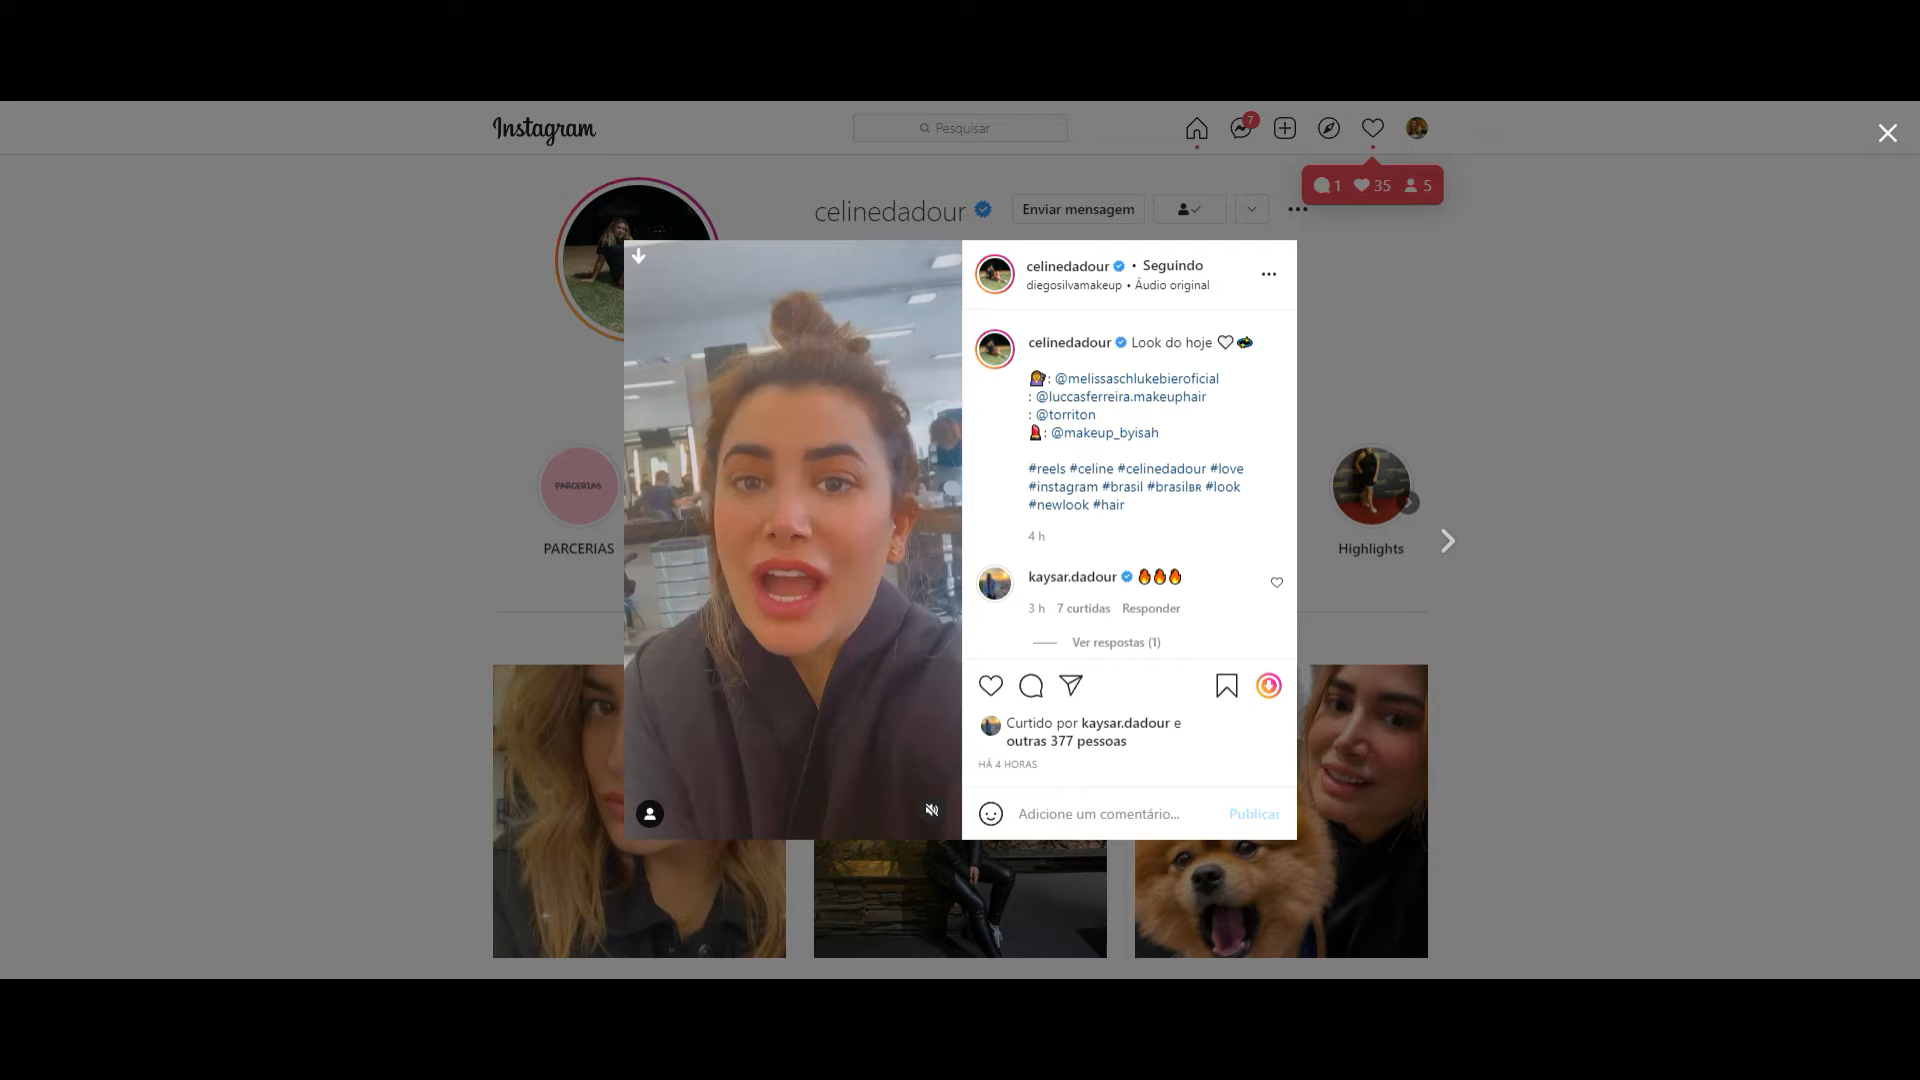 Instagram
Pesquisar
7
1 35 5
celinedadour
Enviar mensagem
celinedadour • Seguindo
diegosilvamakeup • Áudio original
celinedadour Look do hoje
: @melissaschlukebieroficial
: @luccasferreira.makeuphair
: @torriton
: @makeup_byisah
#reels #celine #celinedadour #love
#instagram #brasil #brasilʙʀ #look
#newlook #hair
4 h
kaysar.dadour
3 h 7 curtidas Responder
Ver respostas (1)
Curtido por kaysar.dadour e
outras 377 pessoas
HÁ 4 HORAS
Adicione um comentário... Publicar
PARCERIAS
PARCERIAS
Highlights